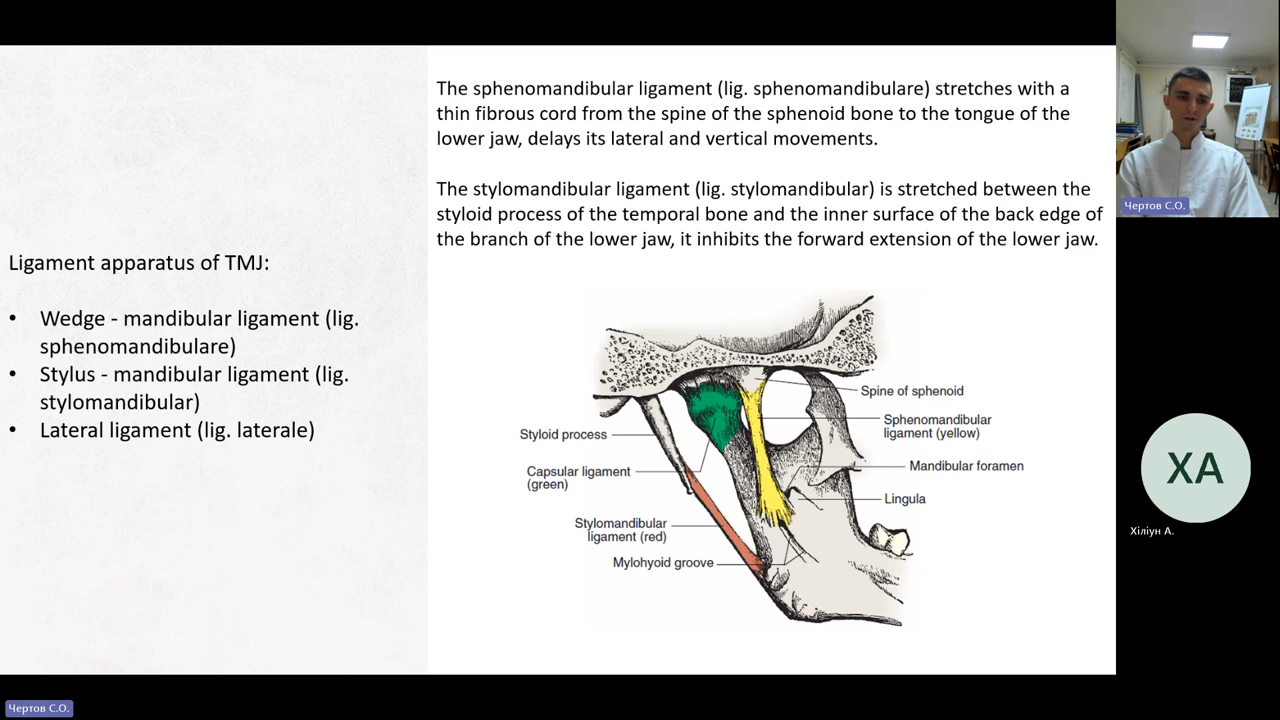 The sphenomandibular ligament (lig. sphenomandibulare) stretches with a
thin fibrous cord from the spine of the sphenoid bone to the tongue of the
lower jaw, delays its lateral and vertical movements.
The stylomandibular ligament (lig. stylomandibular) is stretched between the
styloid process of the temporal bone and the inner surface of the back edge of
the branch of the lower jaw, it inhibits the forward extension of the lower jaw.
Ligament apparatus of TMJ:
• Wedge - mandibular ligament (lig.
sphenomandibulare)
• Stylus - mandibular ligament (lig.
stylomandibular)
• Lateral ligament (lig. laterale)
Spine of sphenoid
Sphenomandibular
ligament (yellow)
Styloid process
Mandibular foramen
Capsular ligament
(green)
Lingula
Stylomandibular
ligament (red)
Mylohyoid groove
Чертов С.О.
ХА
Хіліун А.
Чертов С.О.